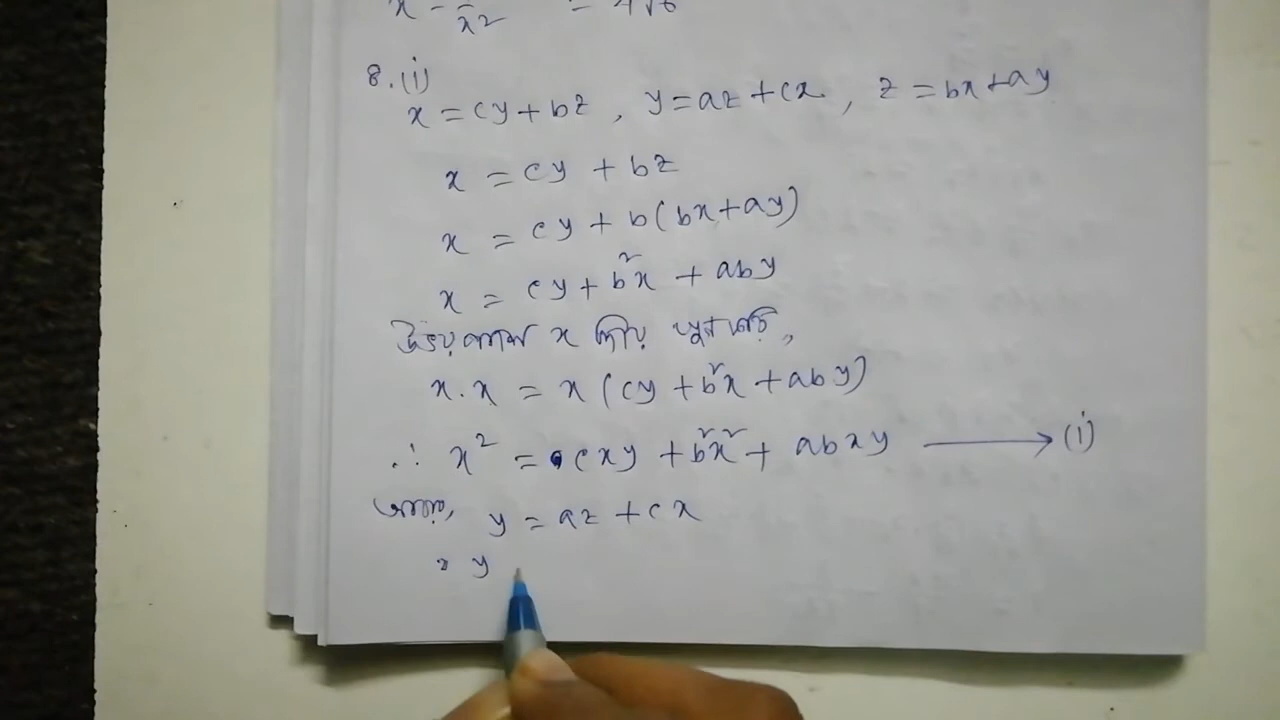 8.(i)
x = cy + bz , y = az + cx , z = bx + ay
x = cy + bz
x = cy + b(bx + ay)
x = cy + b²x + aby
উভয়পক্ষে x দ্বারা গুণ করি,
x.x = x(cy + b²x + aby)
∴ x² = cxy + b²x² + abxy ⟶ (i)
আবার, y = az + cx
y